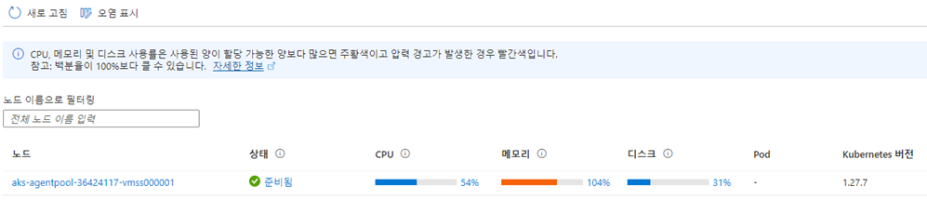 새로 고침 오염 표시
CPU, 메모리 및 디스크 사용률은 사용된 양이 할당 가능한 양보다 많으면 주황색이고 압력 경고가 발생한 경우 빨간색입니다.
참고: 백분율이 100%보다 클 수 있습니다. 자세한 정보
노드 이름으로 필터링
전체 노드 이름 입력
노드 상태 CPU 메모리 디스크 Pod Kubernetes 버전
aks-agentpool-36424117-vmss000001 준비됨 54% 104% 31% - 1.27.7